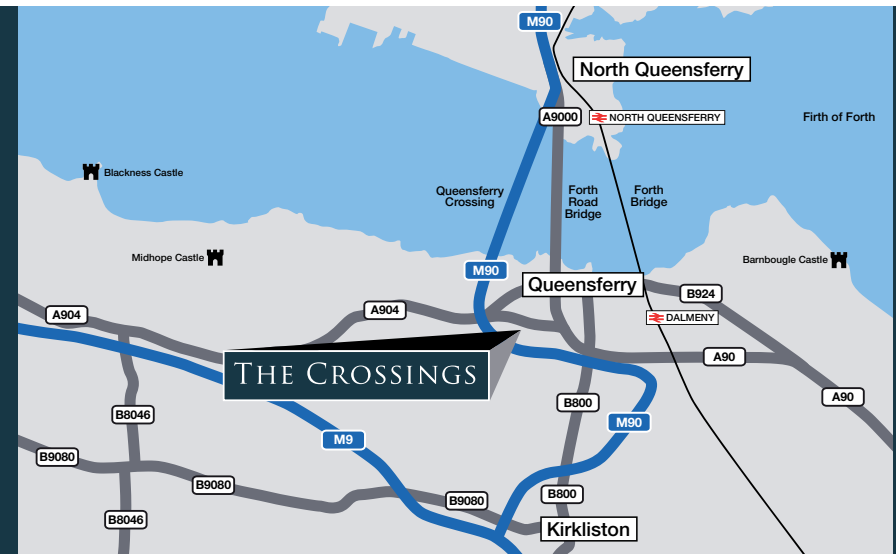 M90
North Queensferry
A9000
NORTH QUEENSFERRY
Firth of Forth
Blackness Castle
Queensferry
Crossing
Forth
Road
Bridge
Forth
Bridge
Midhope Castle
Barnbougle Castle
M90
Queensferry
B924
A904
A904
DALMENY
A90
THE CROSSINGS
A90
B8046
B800
M90
M9
B9080
B9080
B9080
B800
B8046
Kirkliston